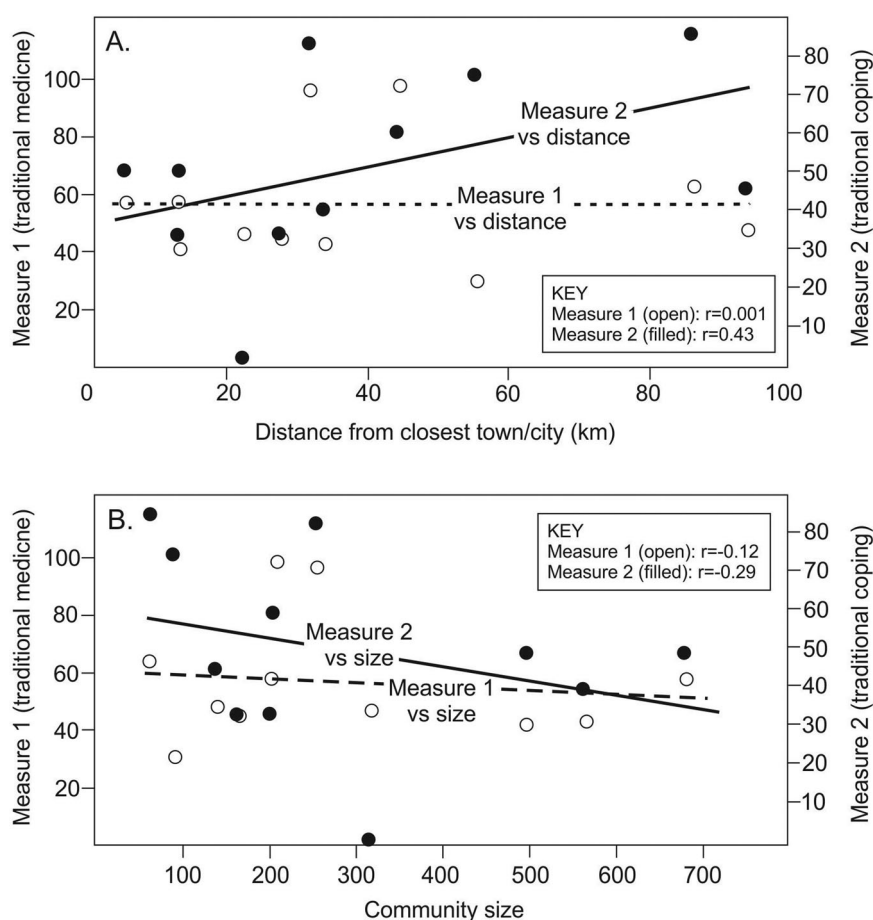 A.
Measure 1 (traditional medicne)
100
80
60
40
20
Measure 2 (traditional coping)
80
70
60
50
40
30
20
10
Measure 2
vs distance
Measure 1
vs distance
KEY
Measure 1 (open): r=0.001
Measure 2 (filled): r=0.43
0 20 40 60 80 100
Distance from closest town/city (km)
B.
Measure 1 (traditional medicne)
100
80
60
40
20
Measure 2 (traditional coping)
80
70
60
50
40
30
20
10
KEY
Measure 1 (open): r=-0.12
Measure 2 (filled): r=-0.29
Measure 2
vs size
Measure 1
vs size
100 200 300 400 500 600 700
Community size